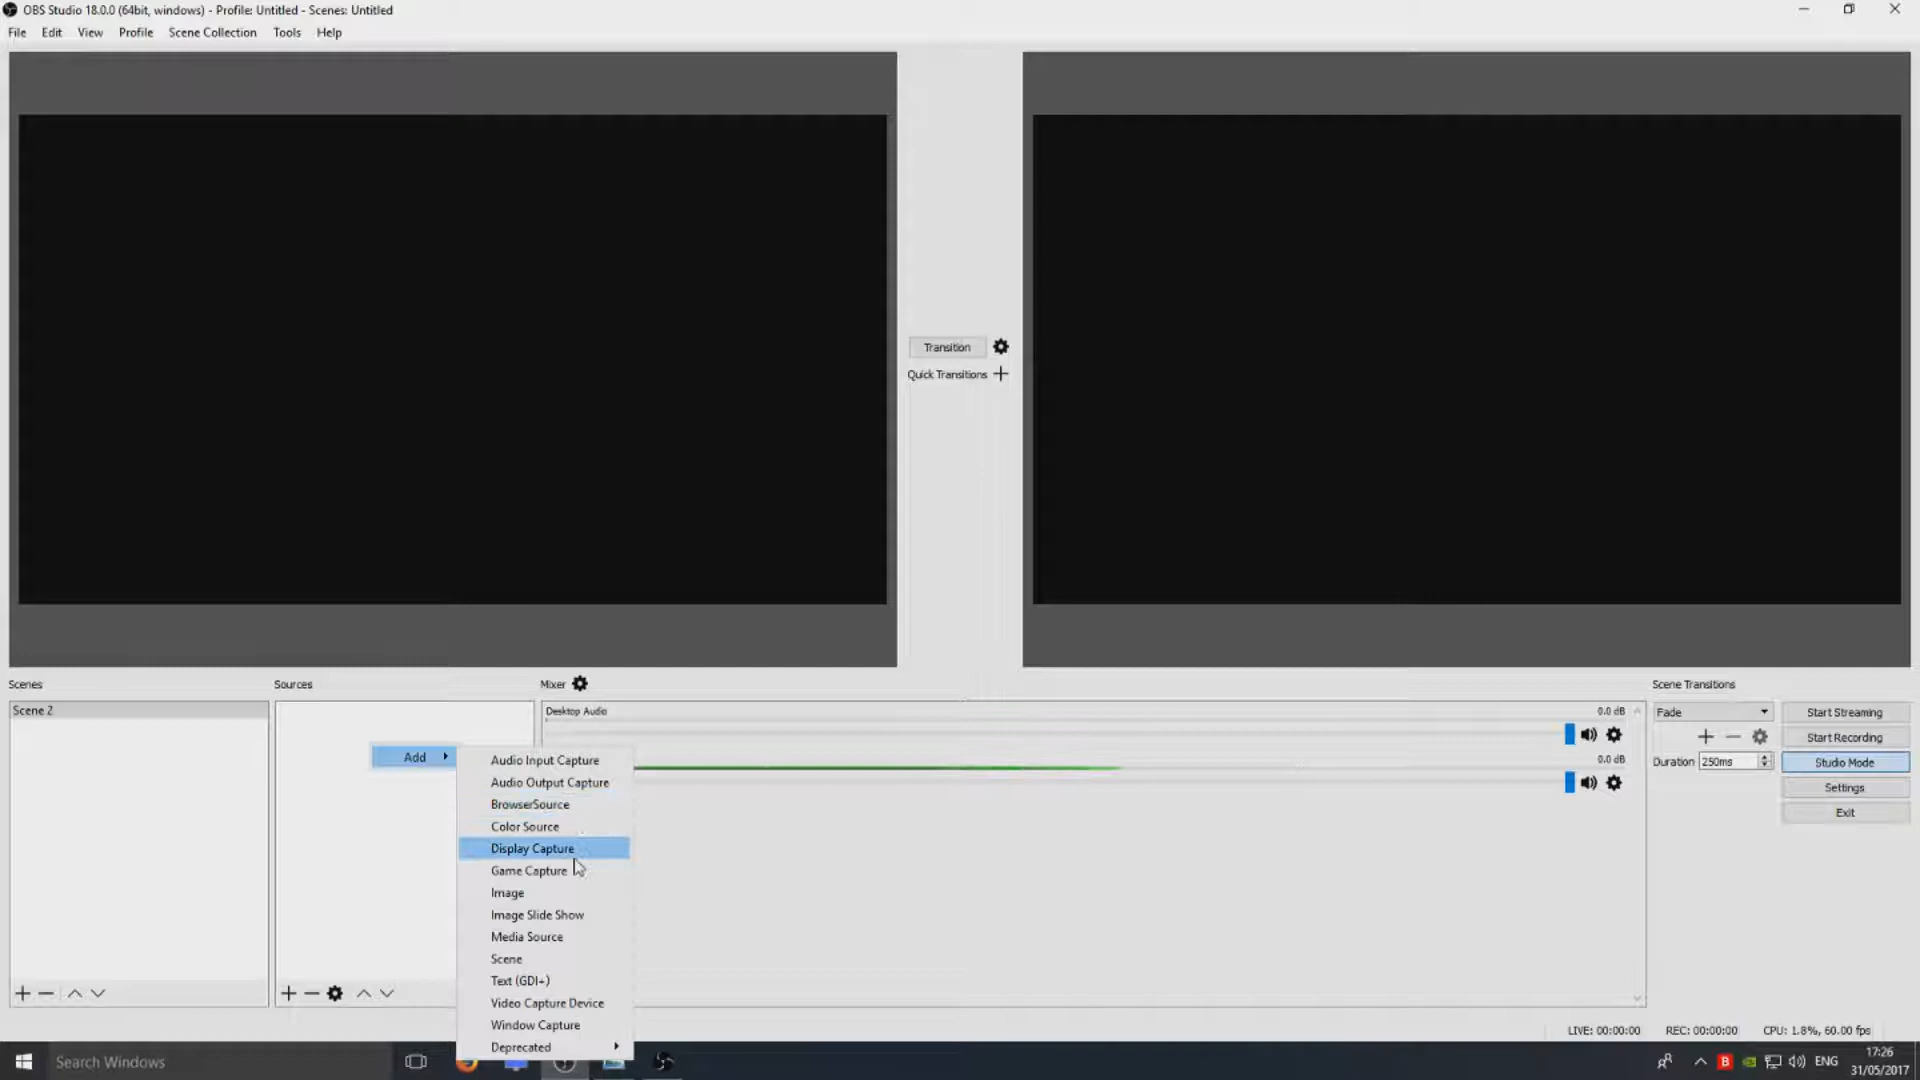 OBS Studio 18.0.0 (64bit, windows) - Profile: Untitled - Scenes: Untitled
File Edit View Profile Scene Collection Tools Help
Transition
Quick Transitions
Scenes
Sources
Mixer
Scene Transitions
Scene 2
Desktop Audio
0.0 dB
Fade
Start Streaming
Start Recording
0.0 dB
Duration 250ms
Studio Mode
Settings
Exit
Add
Audio Input Capture
Audio Output Capture
BrowserSource
Color Source
Display Capture
Game Capture
Image
Image Slide Show
Media Source
Scene
Text (GDI+)
Video Capture Device
Window Capture
Deprecated
LIVE: 00:00:00
REC: 00:00:00
CPU: 1.8%, 60.00 fps
Search Windows
B
ENG
17:26
31/05/2017